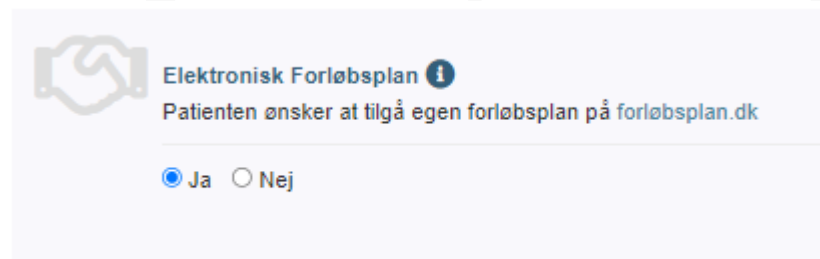 Elektronisk Forløbsplan
Patienten ønsker at tilgå egen forløbsplan på forløbsplan.dk
Ja Nej